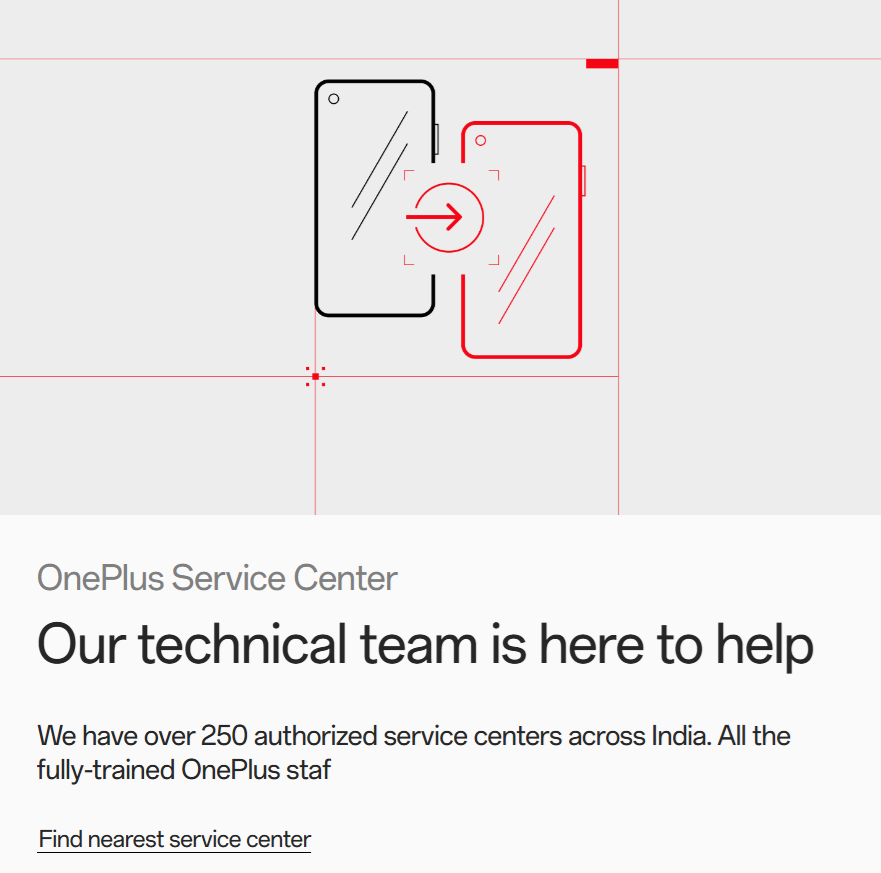 OnePlus Service Center
Our technical team is here to help
We have over 250 authorized service centers across India. All the
fully-trained OnePlus staf
Find nearest service center